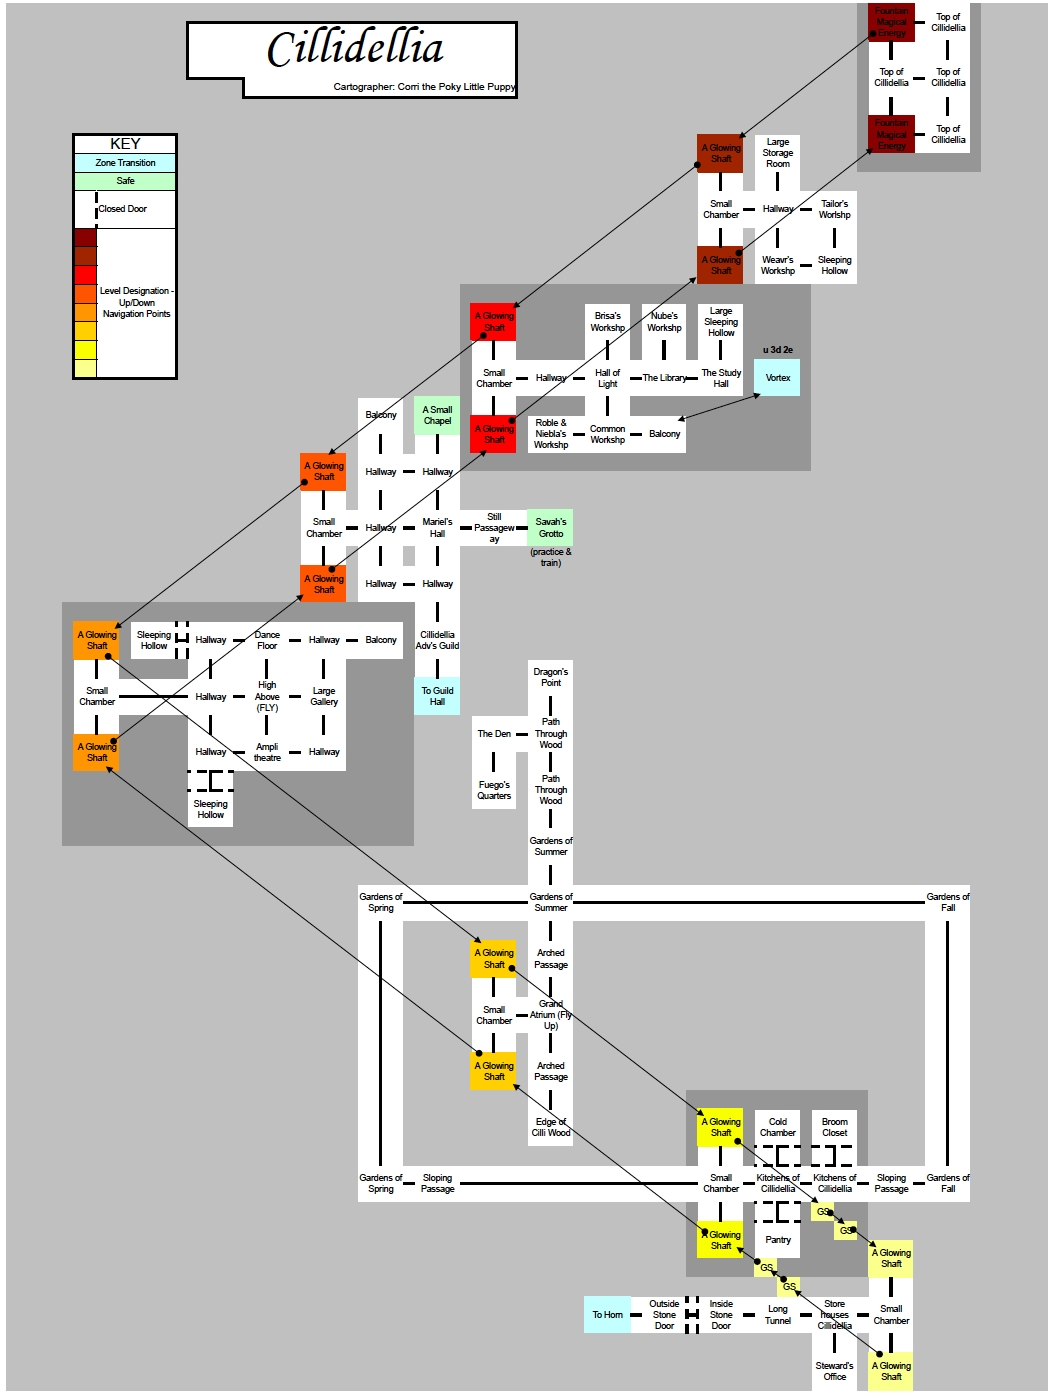 Cillidellia
Cartographer: Corri the Poky Little Puppy
KEY
Zone Transition
Safe
Closed Door
Level Designation -
Up/Down
Navigation Points
Fountain
Magical
Energy
Top of
Cillidellia
Top of
Cillidellia
Top of
Cillidellia
Fountain
Magical
Energy
Top of
Cillidellia
A Glowing
Shaft
Large
Storage
Room
Small
Chamber
Hallway
Tailor's
Worlshp
A Glowing
Shaft
Weavr's
Workshp
Sleeping
Hollow
A Glowing
Shaft
Brisa's
Workshp
Nube's
Workshp
Large
Sleeping
Hollow
u 3d 2e
Small
Chamber
Hallway
Hall of
Light
The Library
The Study
Hall
Vortex
A Glowing
Shaft
Roble &
Niebla's
Workshp
Common
Workshp
Balcony
Balcony
A Small
Chapel
A Glowing
Shaft
Hallway
Hallway
Small
Chamber
Hallway
Mariel's
Hall
Still
Passagew
ay
Savah's
Grotto
(practice &
train)
A Glowing
Shaft
Hallway
Hallway
A Glowing
Shaft
Sleeping
Hollow
Hallway
Dance
Floor
Hallway
Balcony
Cillidellia
Adv's Guild
Small
Chamber
Hallway
High
Above
(FLY)
Large
Gallery
To Guild
Hall
A Glowing
Shaft
Hallway
Ampli
theatre
Hallway
Sleeping
Hollow
Dragon's
Point
The Den
Path
Through
Wood
Fuego's
Quarters
Path
Through
Wood
Gardens of
Summer
Gardens of
Spring
Gardens of
Summer
Gardens of
Fall
A Glowing
Shaft
Arched
Passage
Small
Chamber
Grand
Atrium (Fly
Up)
A Glowing
Shaft
Arched
Passage
Edge of
Cilli Wood
A Glowing
Shaft
Cold
Chamber
Broom
Closet
Gardens of
Spring
Sloping
Passage
Small
Chamber
Kitchens of
Cillidellia
Kitchens of
Cillidellia
Sloping
Passage
Gardens of
Fall
GS
GS
A Glowing
Shaft
Pantry
GS
GS
A Glowing
Shaft
To Horn
Outside
Stone
Door
Inside
Stone
Door
Long
Tunnel
Store
houses
Cillidellia
Small
Chamber
Steward's
Office
A Glowing
Shaft